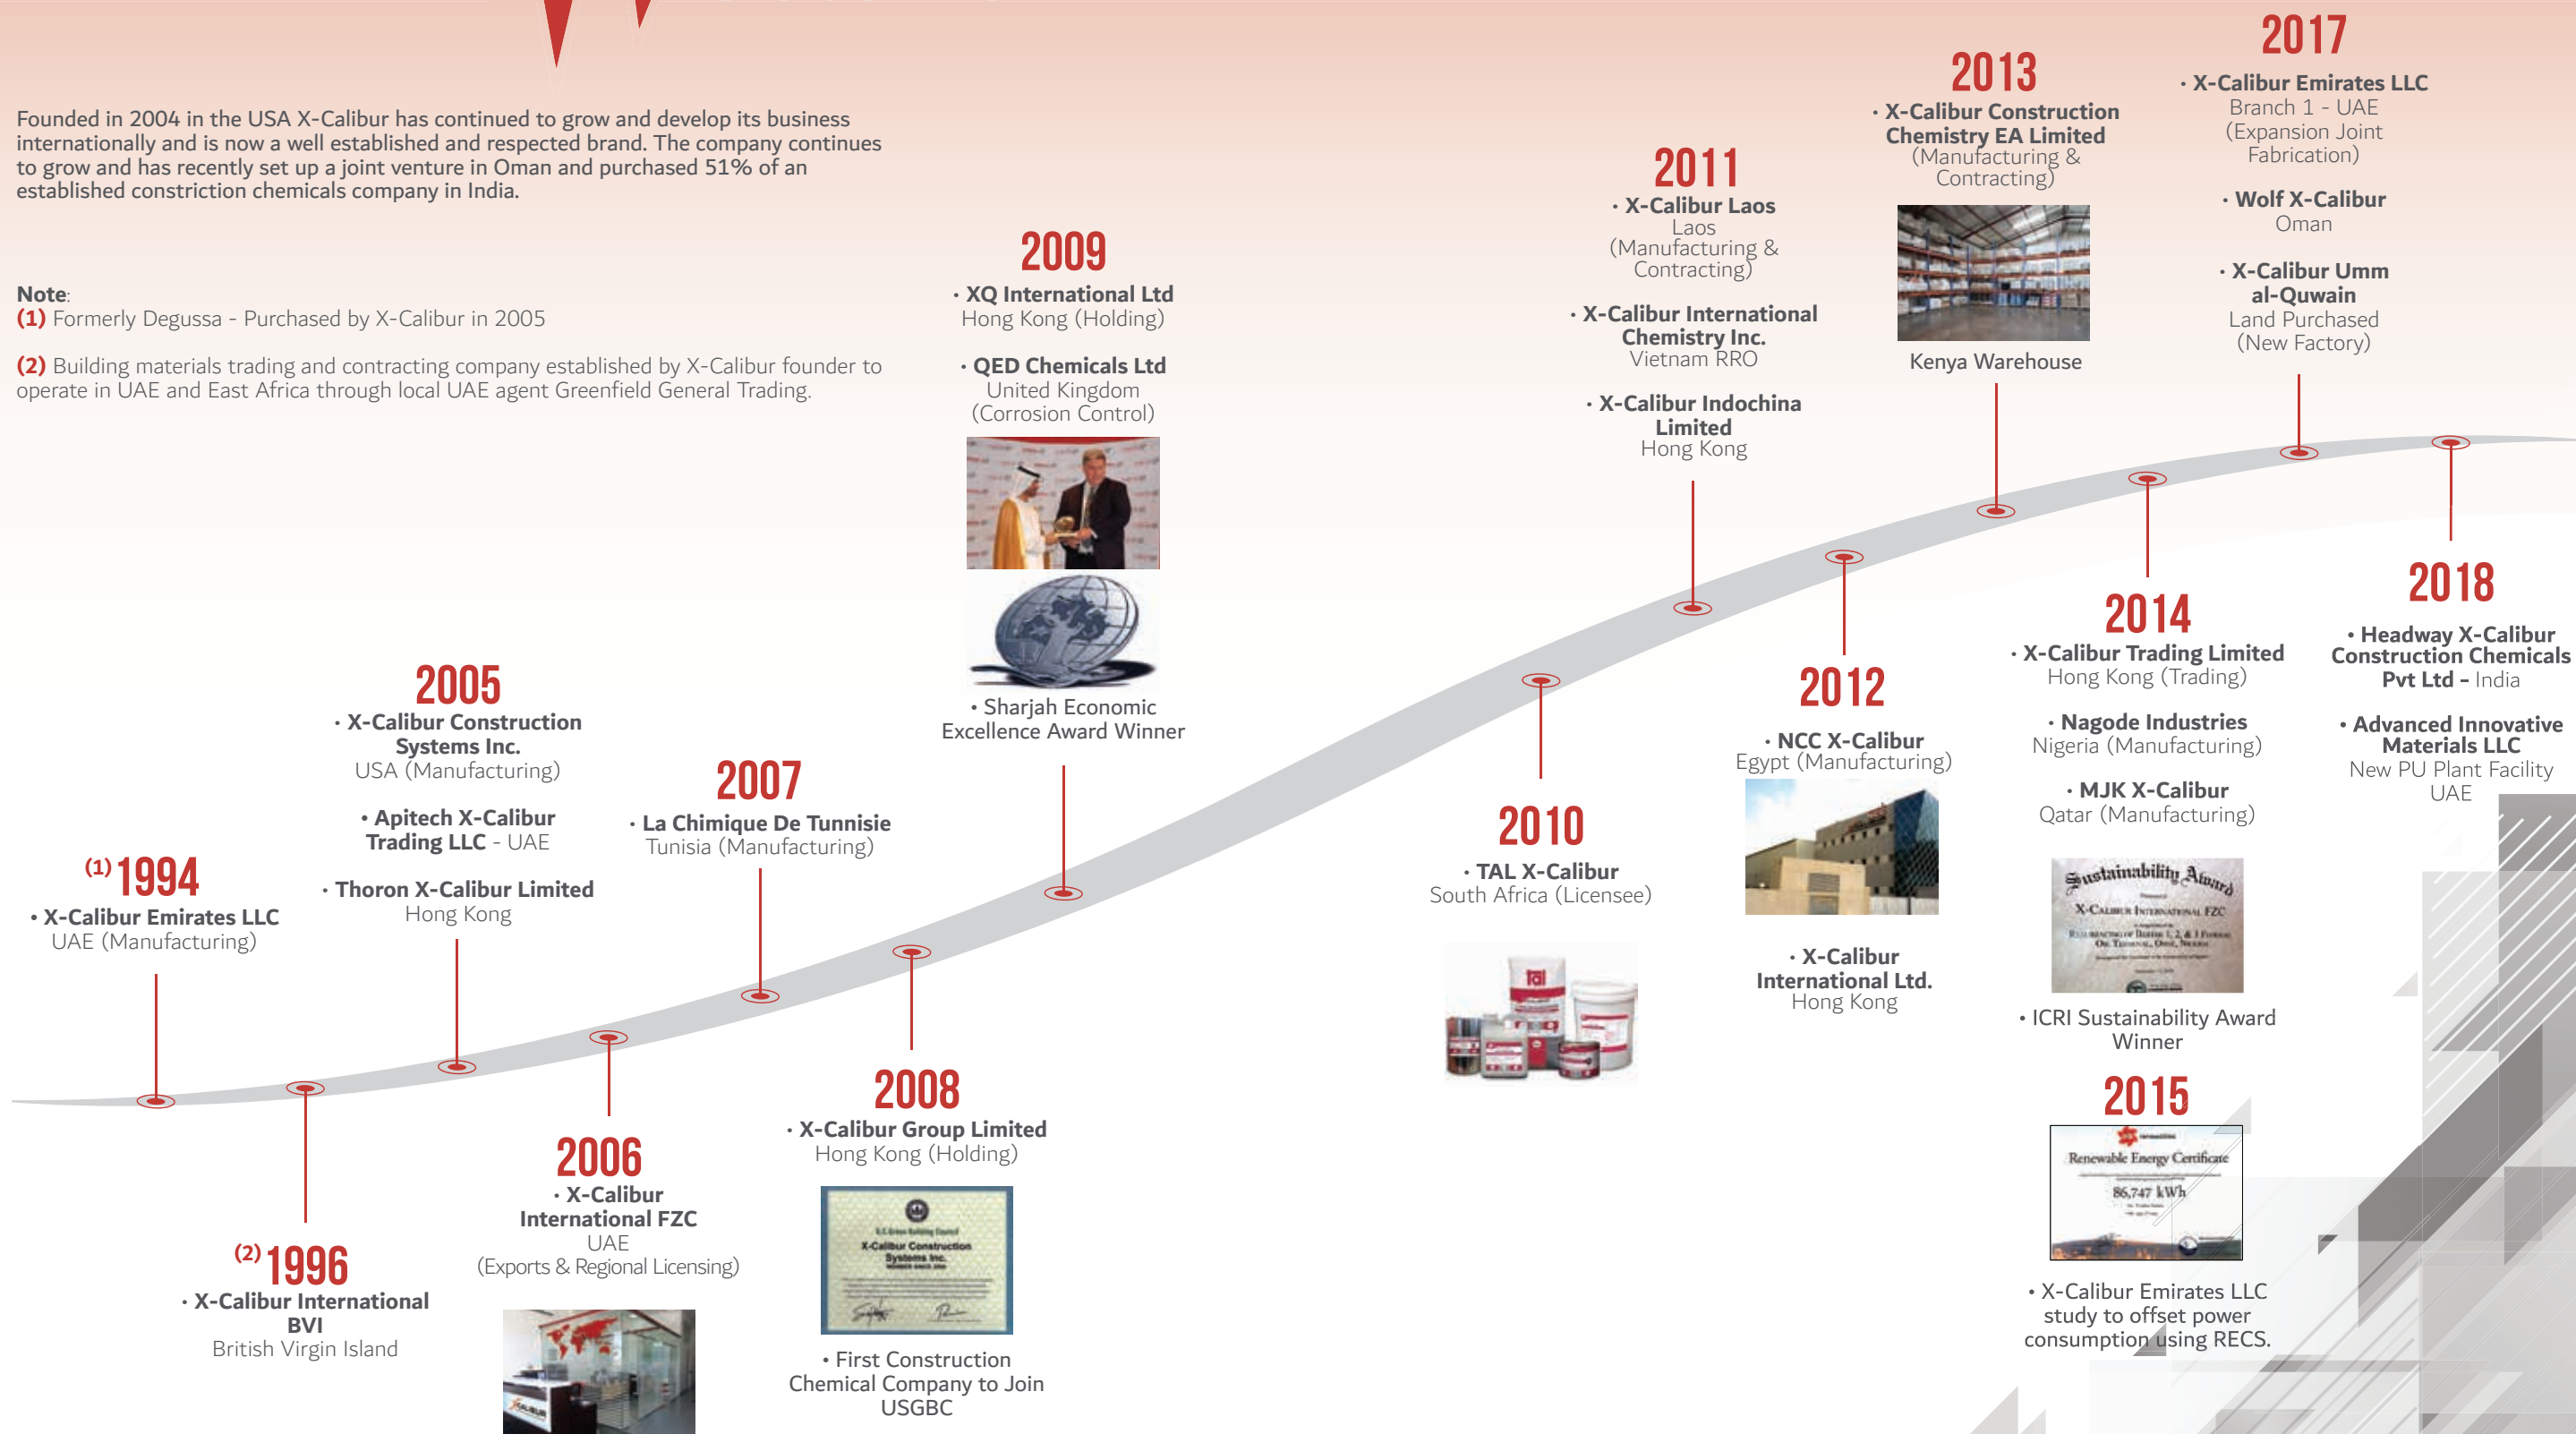 Founded in 2004 in the USA X-Calibur has continued to grow and develop its business
internationally and is now a well established and respected brand. The company continues
to grow and has recently set up a joint venture in Oman and purchased 51% of an
established constriction chemicals company in India.
Note:
(1) Formerly Degussa - Purchased by X-Calibur in 2005
(2) Building materials trading and contracting company established by X-Calibur founder to
operate in UAE and East Africa through local UAE agent Greenfield General Trading.
(1) 1994
• X-Calibur Emirates LLC
UAE (Manufacturing)
(2) 1996
• X-Calibur International
BVI
British Virgin Island
2005
• X-Calibur Construction
Systems Inc.
USA (Manufacturing)
• Apitech X-Calibur
Trading LLC - UAE
• Thoron X-Calibur Limited
Hong Kong
2006
• X-Calibur
International FZC
UAE
(Exports & Regional Licensing)
X-CALIBUR
2007
• La Chimique De Tunnisie
Tunisia (Manufacturing)
2008
• X-Calibur Group Limited
Hong Kong (Holding)
U.S. Green Building Council
X-Calibur Construction
Systems Inc.
• First Construction
Chemical Company to Join
USGBC
2009
• XQ International Ltd
Hong Kong (Holding)
• QED Chemicals Ltd
United Kingdom
(Corrosion Control)
• Sharjah Economic
Excellence Award Winner
2010
• TAL X-Calibur
South Africa (Licensee)
tal
2011
• X-Calibur Laos
Laos
(Manufacturing &
Contracting)
• X-Calibur International
Chemistry Inc.
Vietnam RRO
• X-Calibur Indochina
Limited
Hong Kong
2012
• NCC X-Calibur
Egypt (Manufacturing)
• X-Calibur
International Ltd.
Hong Kong
2013
• X-Calibur Construction
Chemistry EA Limited
(Manufacturing &
Contracting)
Kenya Warehouse
2014
• X-Calibur Trading Limited
Hong Kong (Trading)
• Nagode Industries
Nigeria (Manufacturing)
• MJK X-Calibur
Qatar (Manufacturing)
Sustainability Award
X-Calibur International FZC
• ICRI Sustainability Award
Winner
2015
Renewable Energy Certificate
86,747 kWh
• X-Calibur Emirates LLC
study to offset power
consumption using RECS.
2017
• X-Calibur Emirates LLC
Branch 1 - UAE
(Expansion Joint
Fabrication)
• Wolf X-Calibur
Oman
• X-Calibur Umm
al-Quwain
Land Purchased
(New Factory)
2018
• Headway X-Calibur
Construction Chemicals
Pvt Ltd - India
• Advanced Innovative
Materials LLC
New PU Plant Facility
UAE